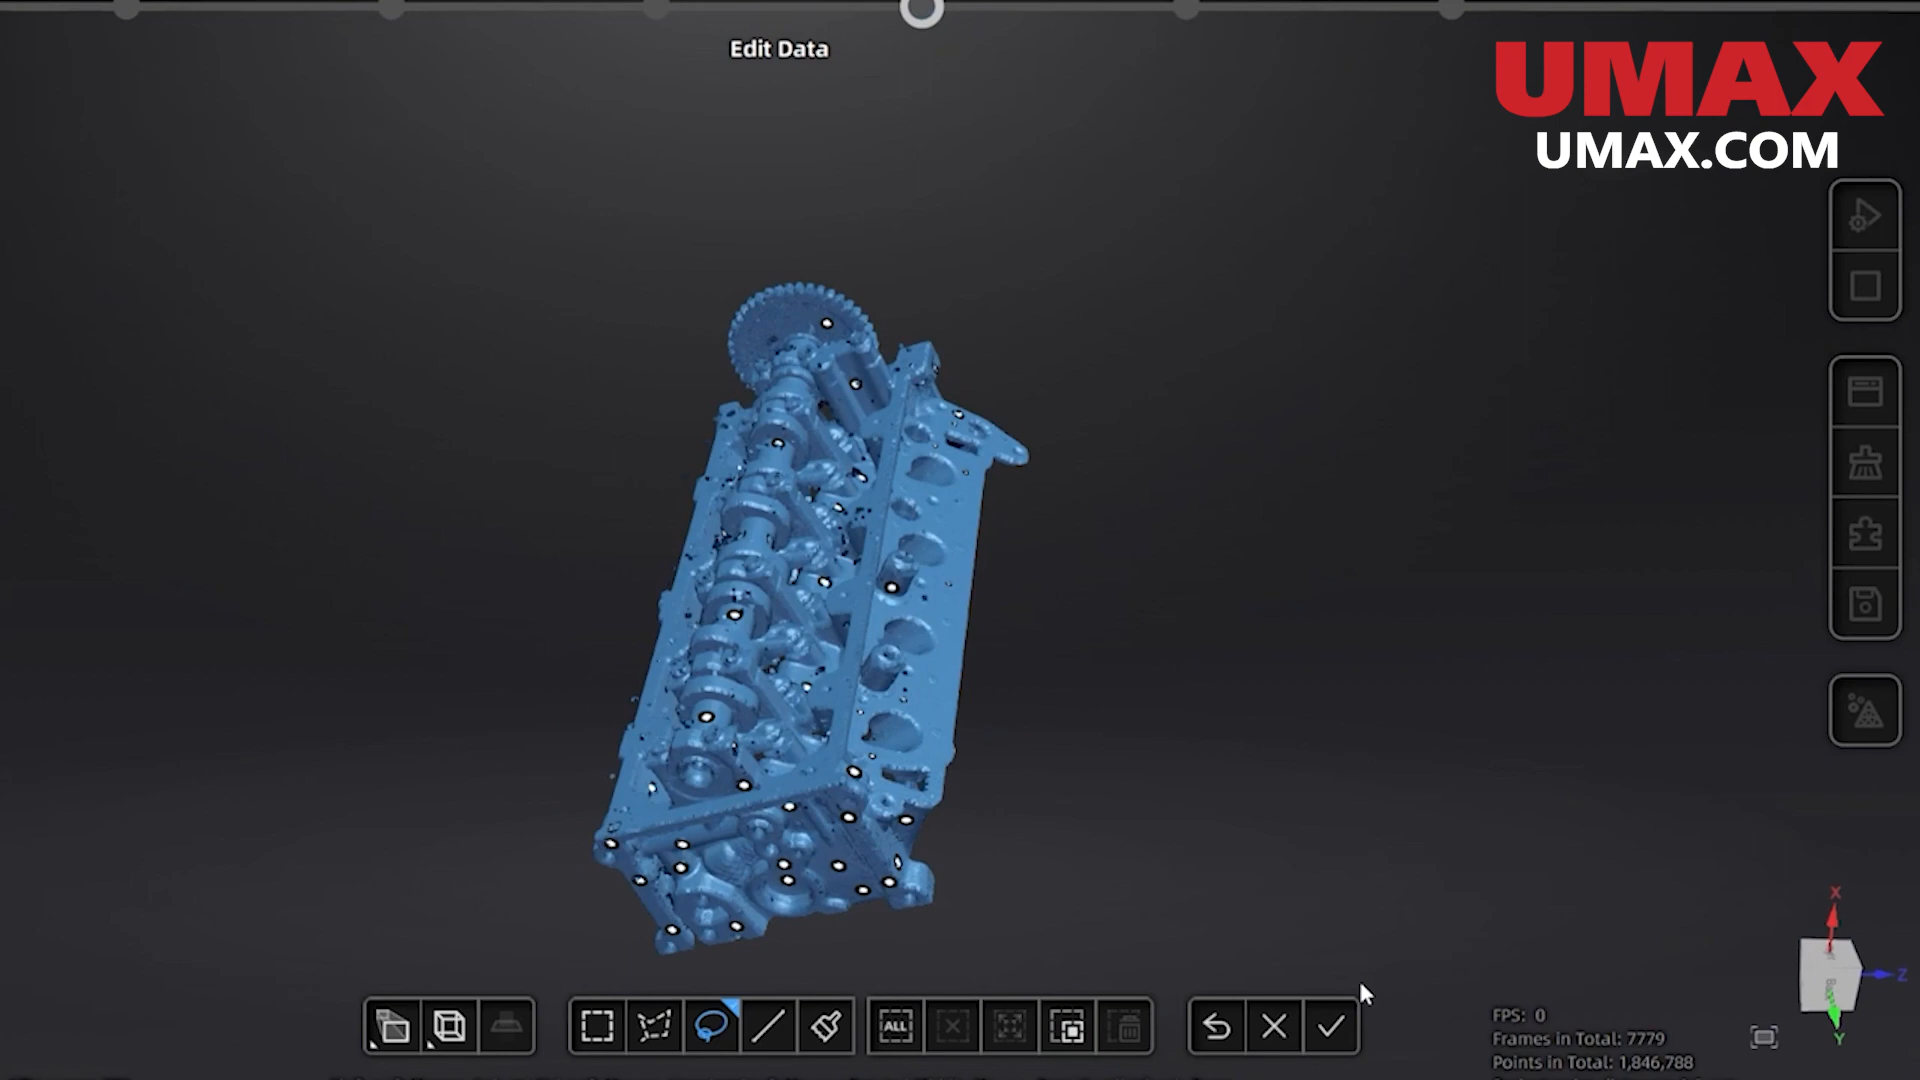 Edit Data
UMAX
UMAX.COM
ALL
X
Z
Y
FPS: 0
Frames in Total: 7779
Points in Total: 1,846,788